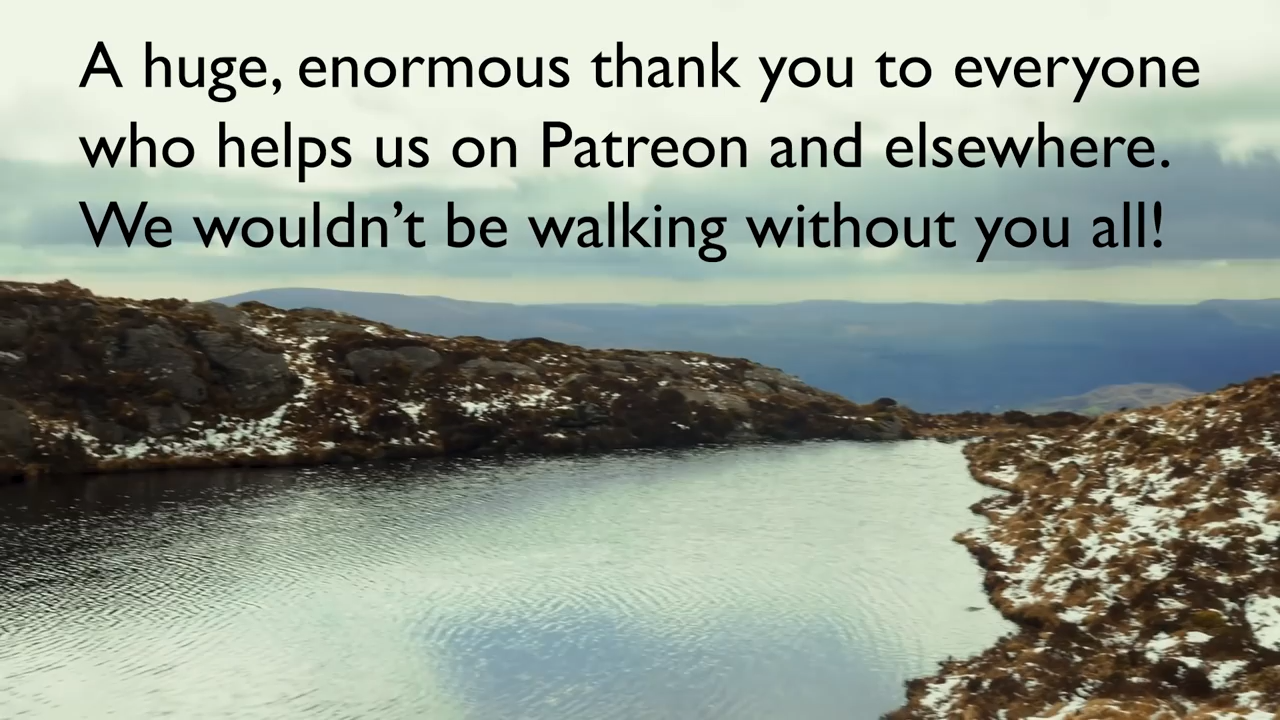 A huge, enormous thank you to everyone
who helps us on Patreon and elsewhere.
We wouldn’t be walking without you all!